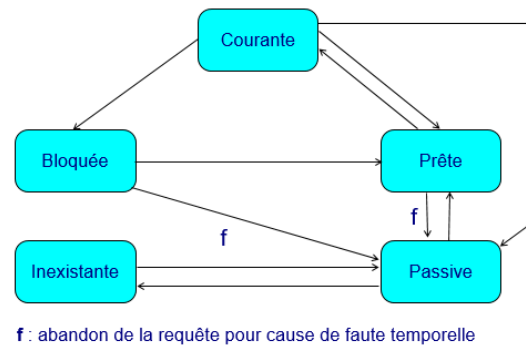 Courante
Bloquée
Prête
f
f
Inexistante
Passive
f : abandon de la requête pour cause de faute temporelle